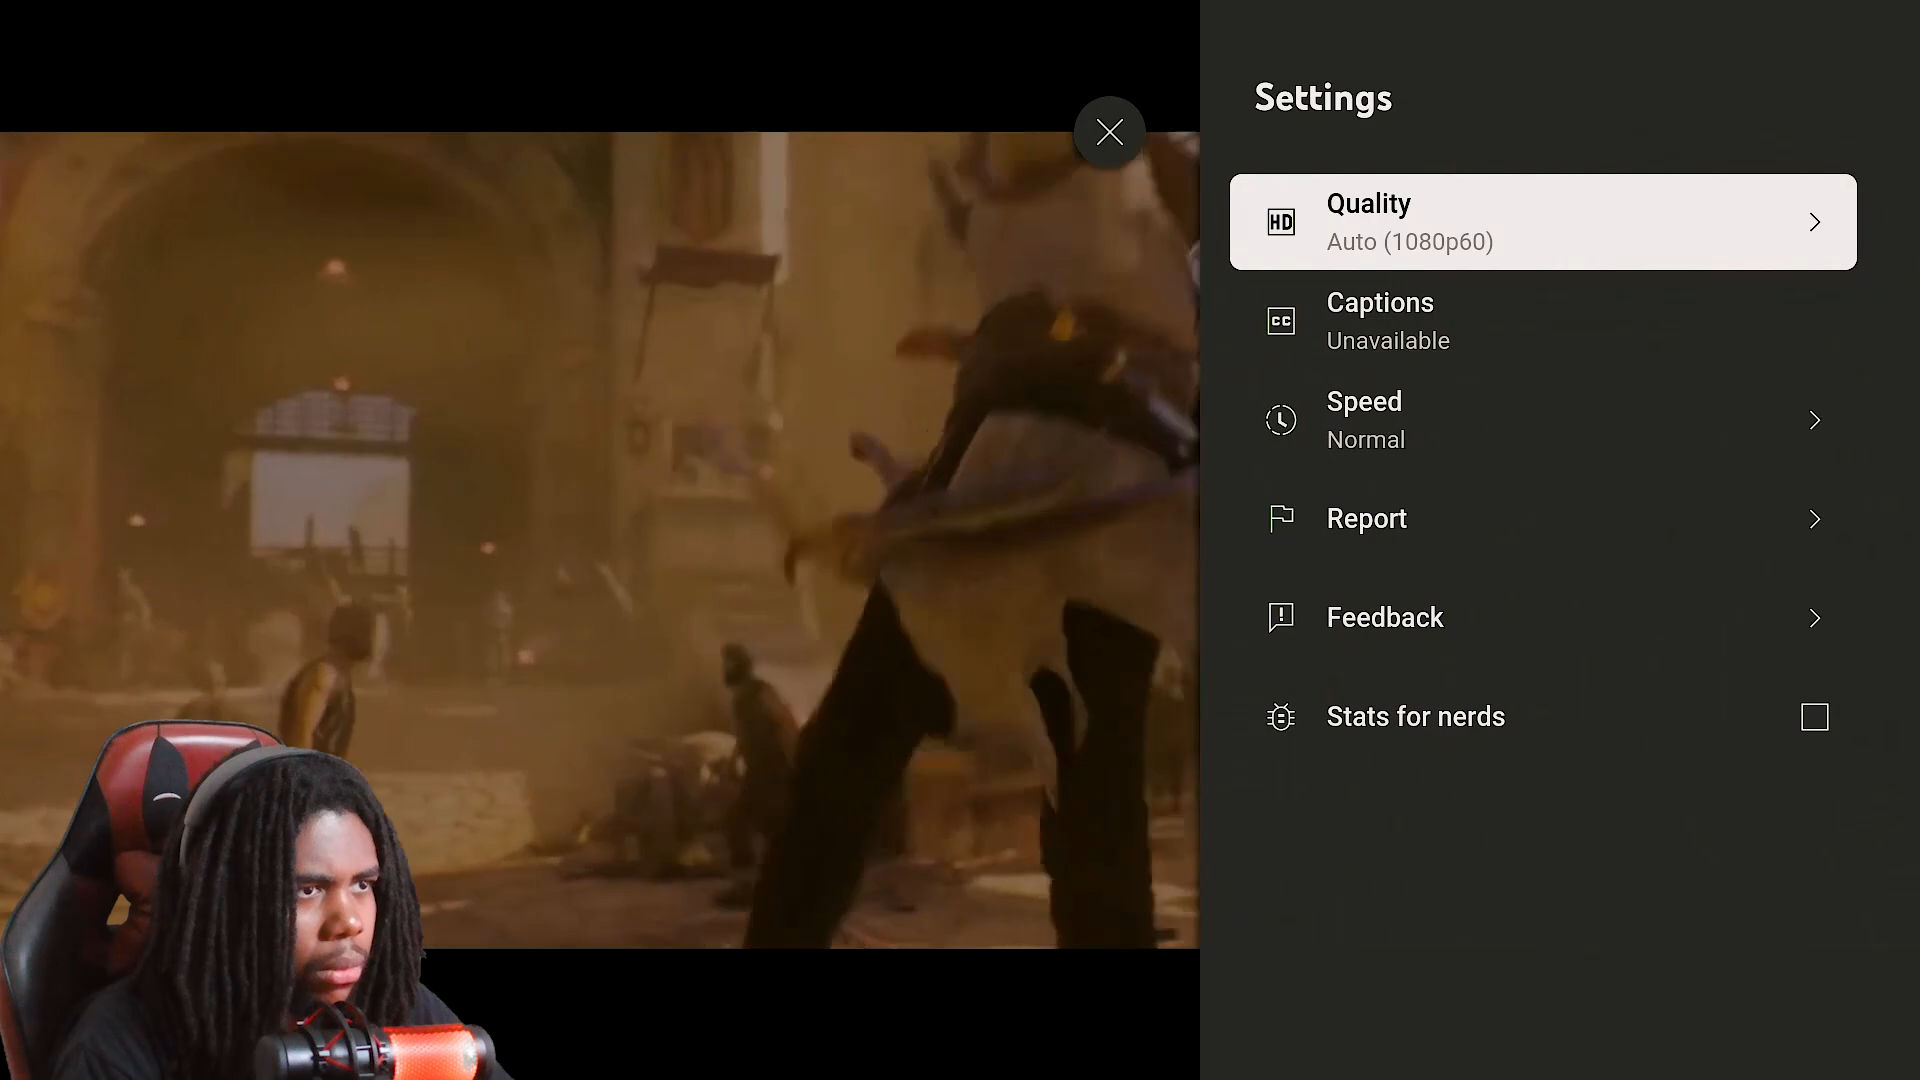 Settings
HD
Quality
Auto (1080p60)
CC
Captions
Unavailable
Speed
Normal
Report
Feedback
Stats for nerds